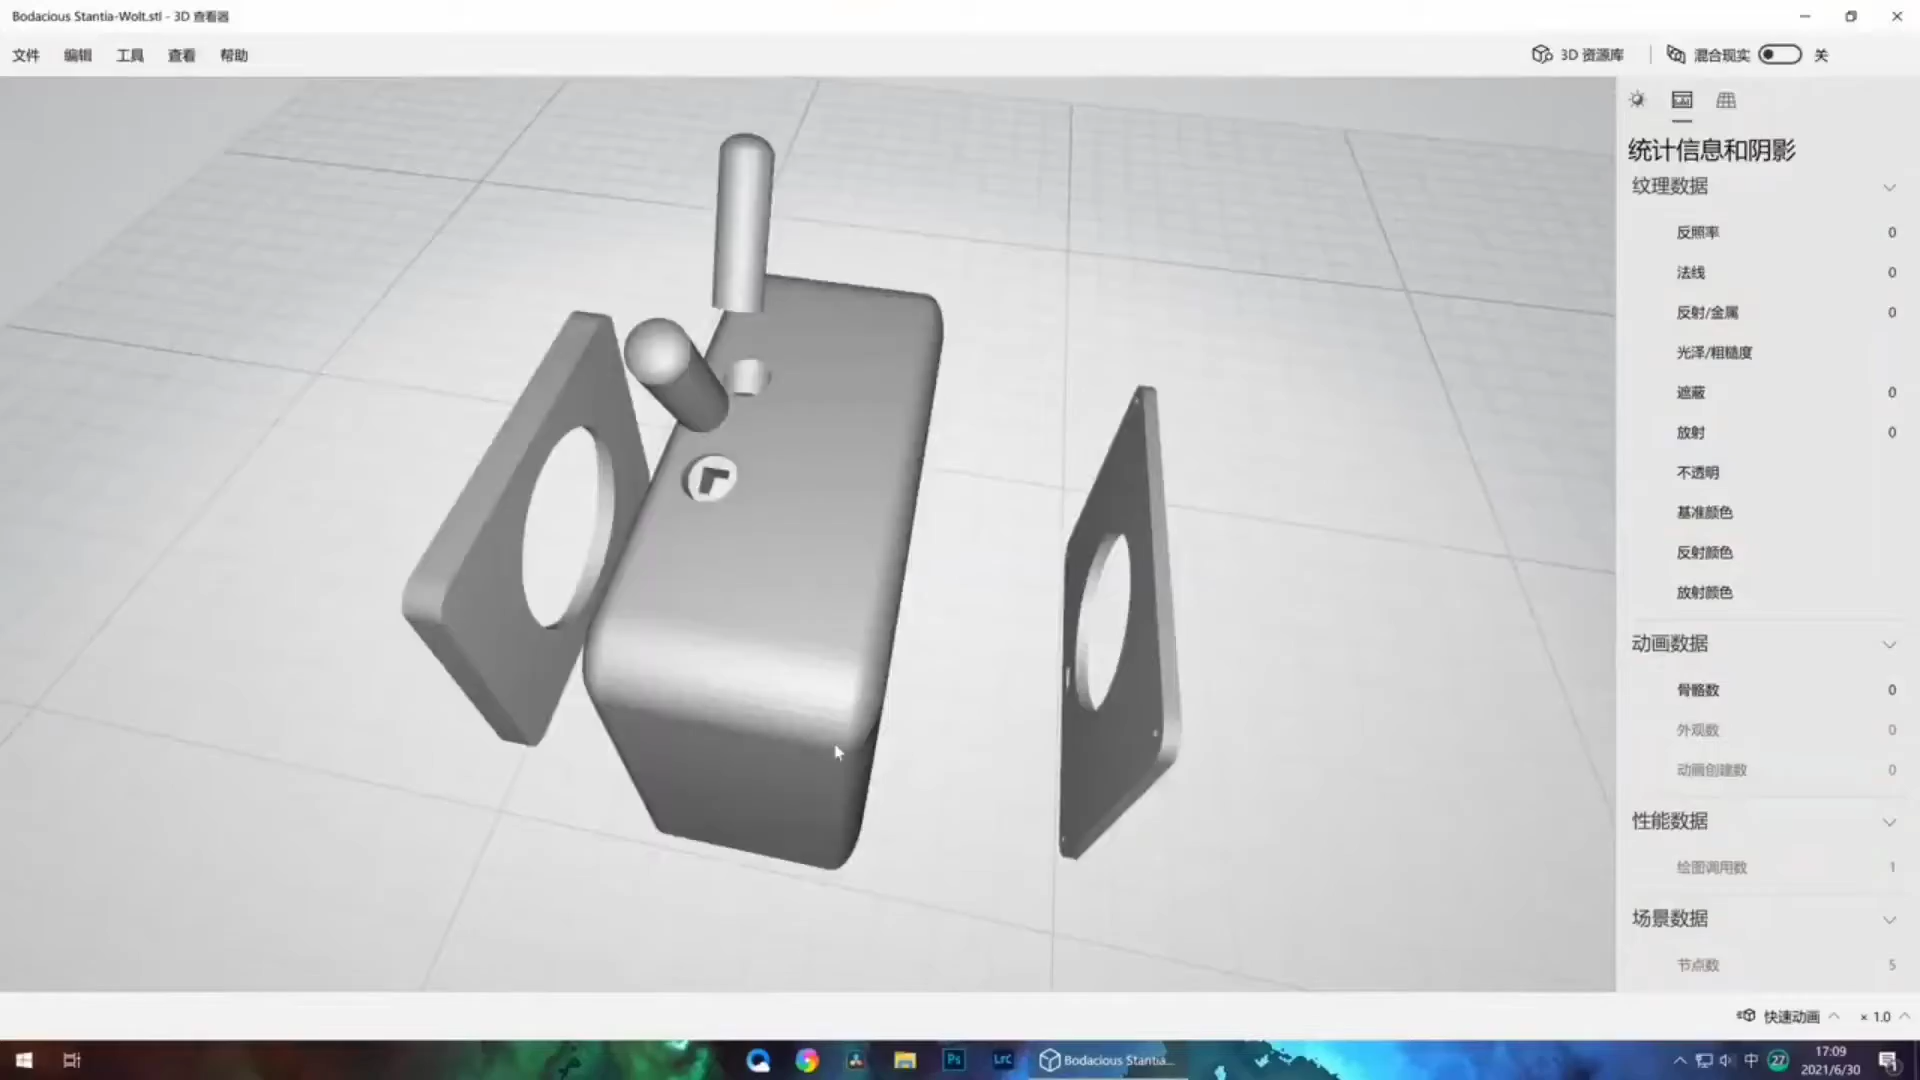 Bodacious Stantia-Wolt.stl - 3D 查看器
文件 编辑 工具 查看 帮助
3D 资源库 混合现实 关
统计信息和阴影
纹理数据
反照率 0
法线 0
反射/金属 0
光泽/粗糙度
遮蔽 0
放射 0
不透明
基准颜色
反射颜色
放射颜色
动画数据
骨骼数 0
外观数 0
动画创建数 0
性能数据
绘图调用数 1
场景数据
节点数 5
快速动画 × 1.0
Ps LrC Bodacious Stantia... 中 27 17:09
2021/6/30
1